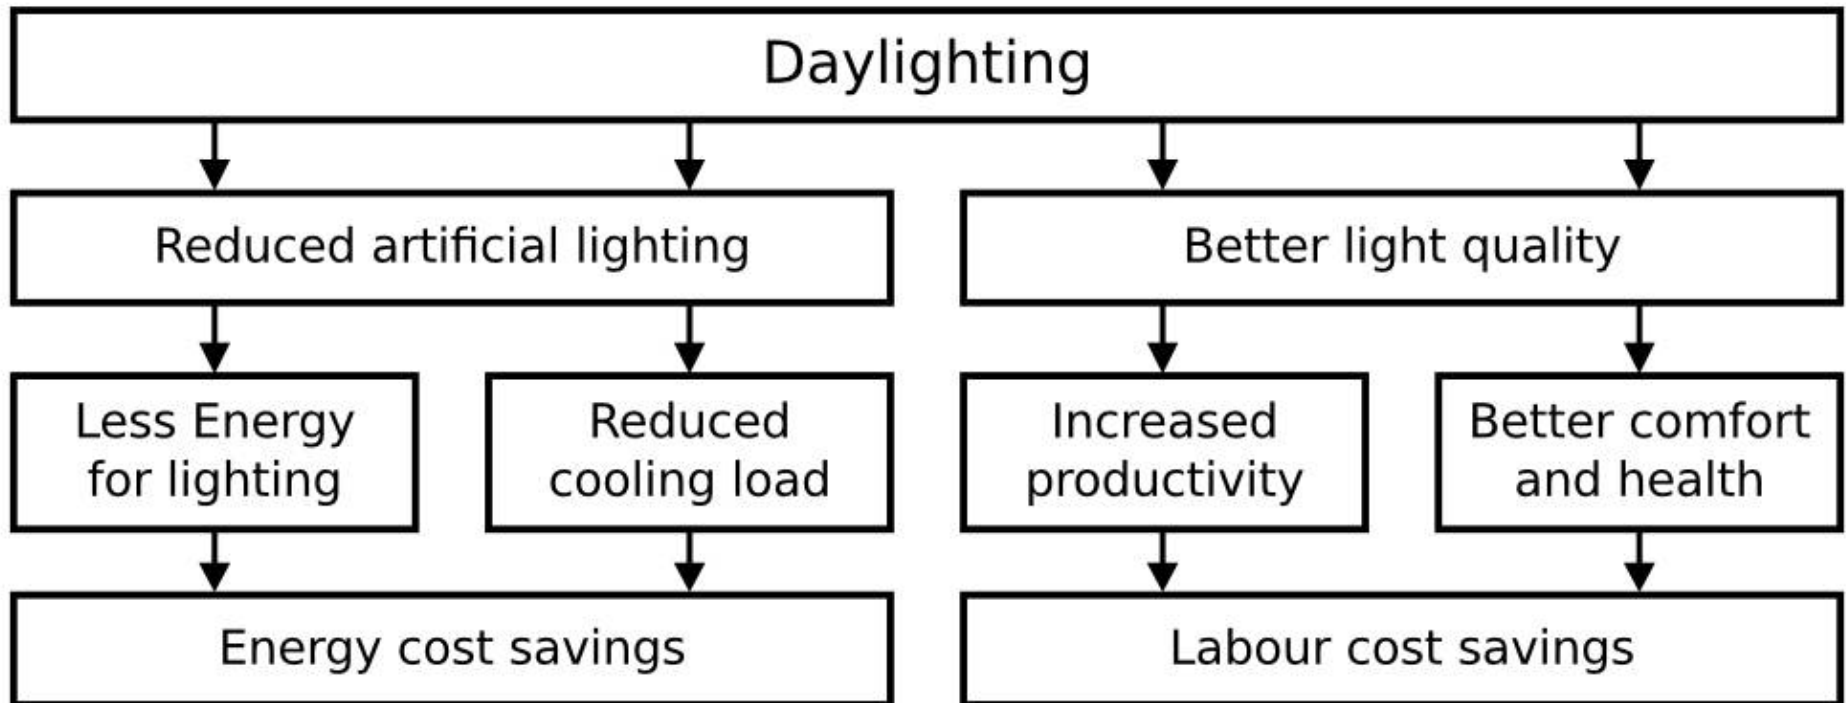 Daylighting
Reduced artificial lighting
Better light quality
Less Energy
for lighting
Reduced
cooling load
Increased
productivity
Better comfort
and health
Energy cost savings
Labour cost savings